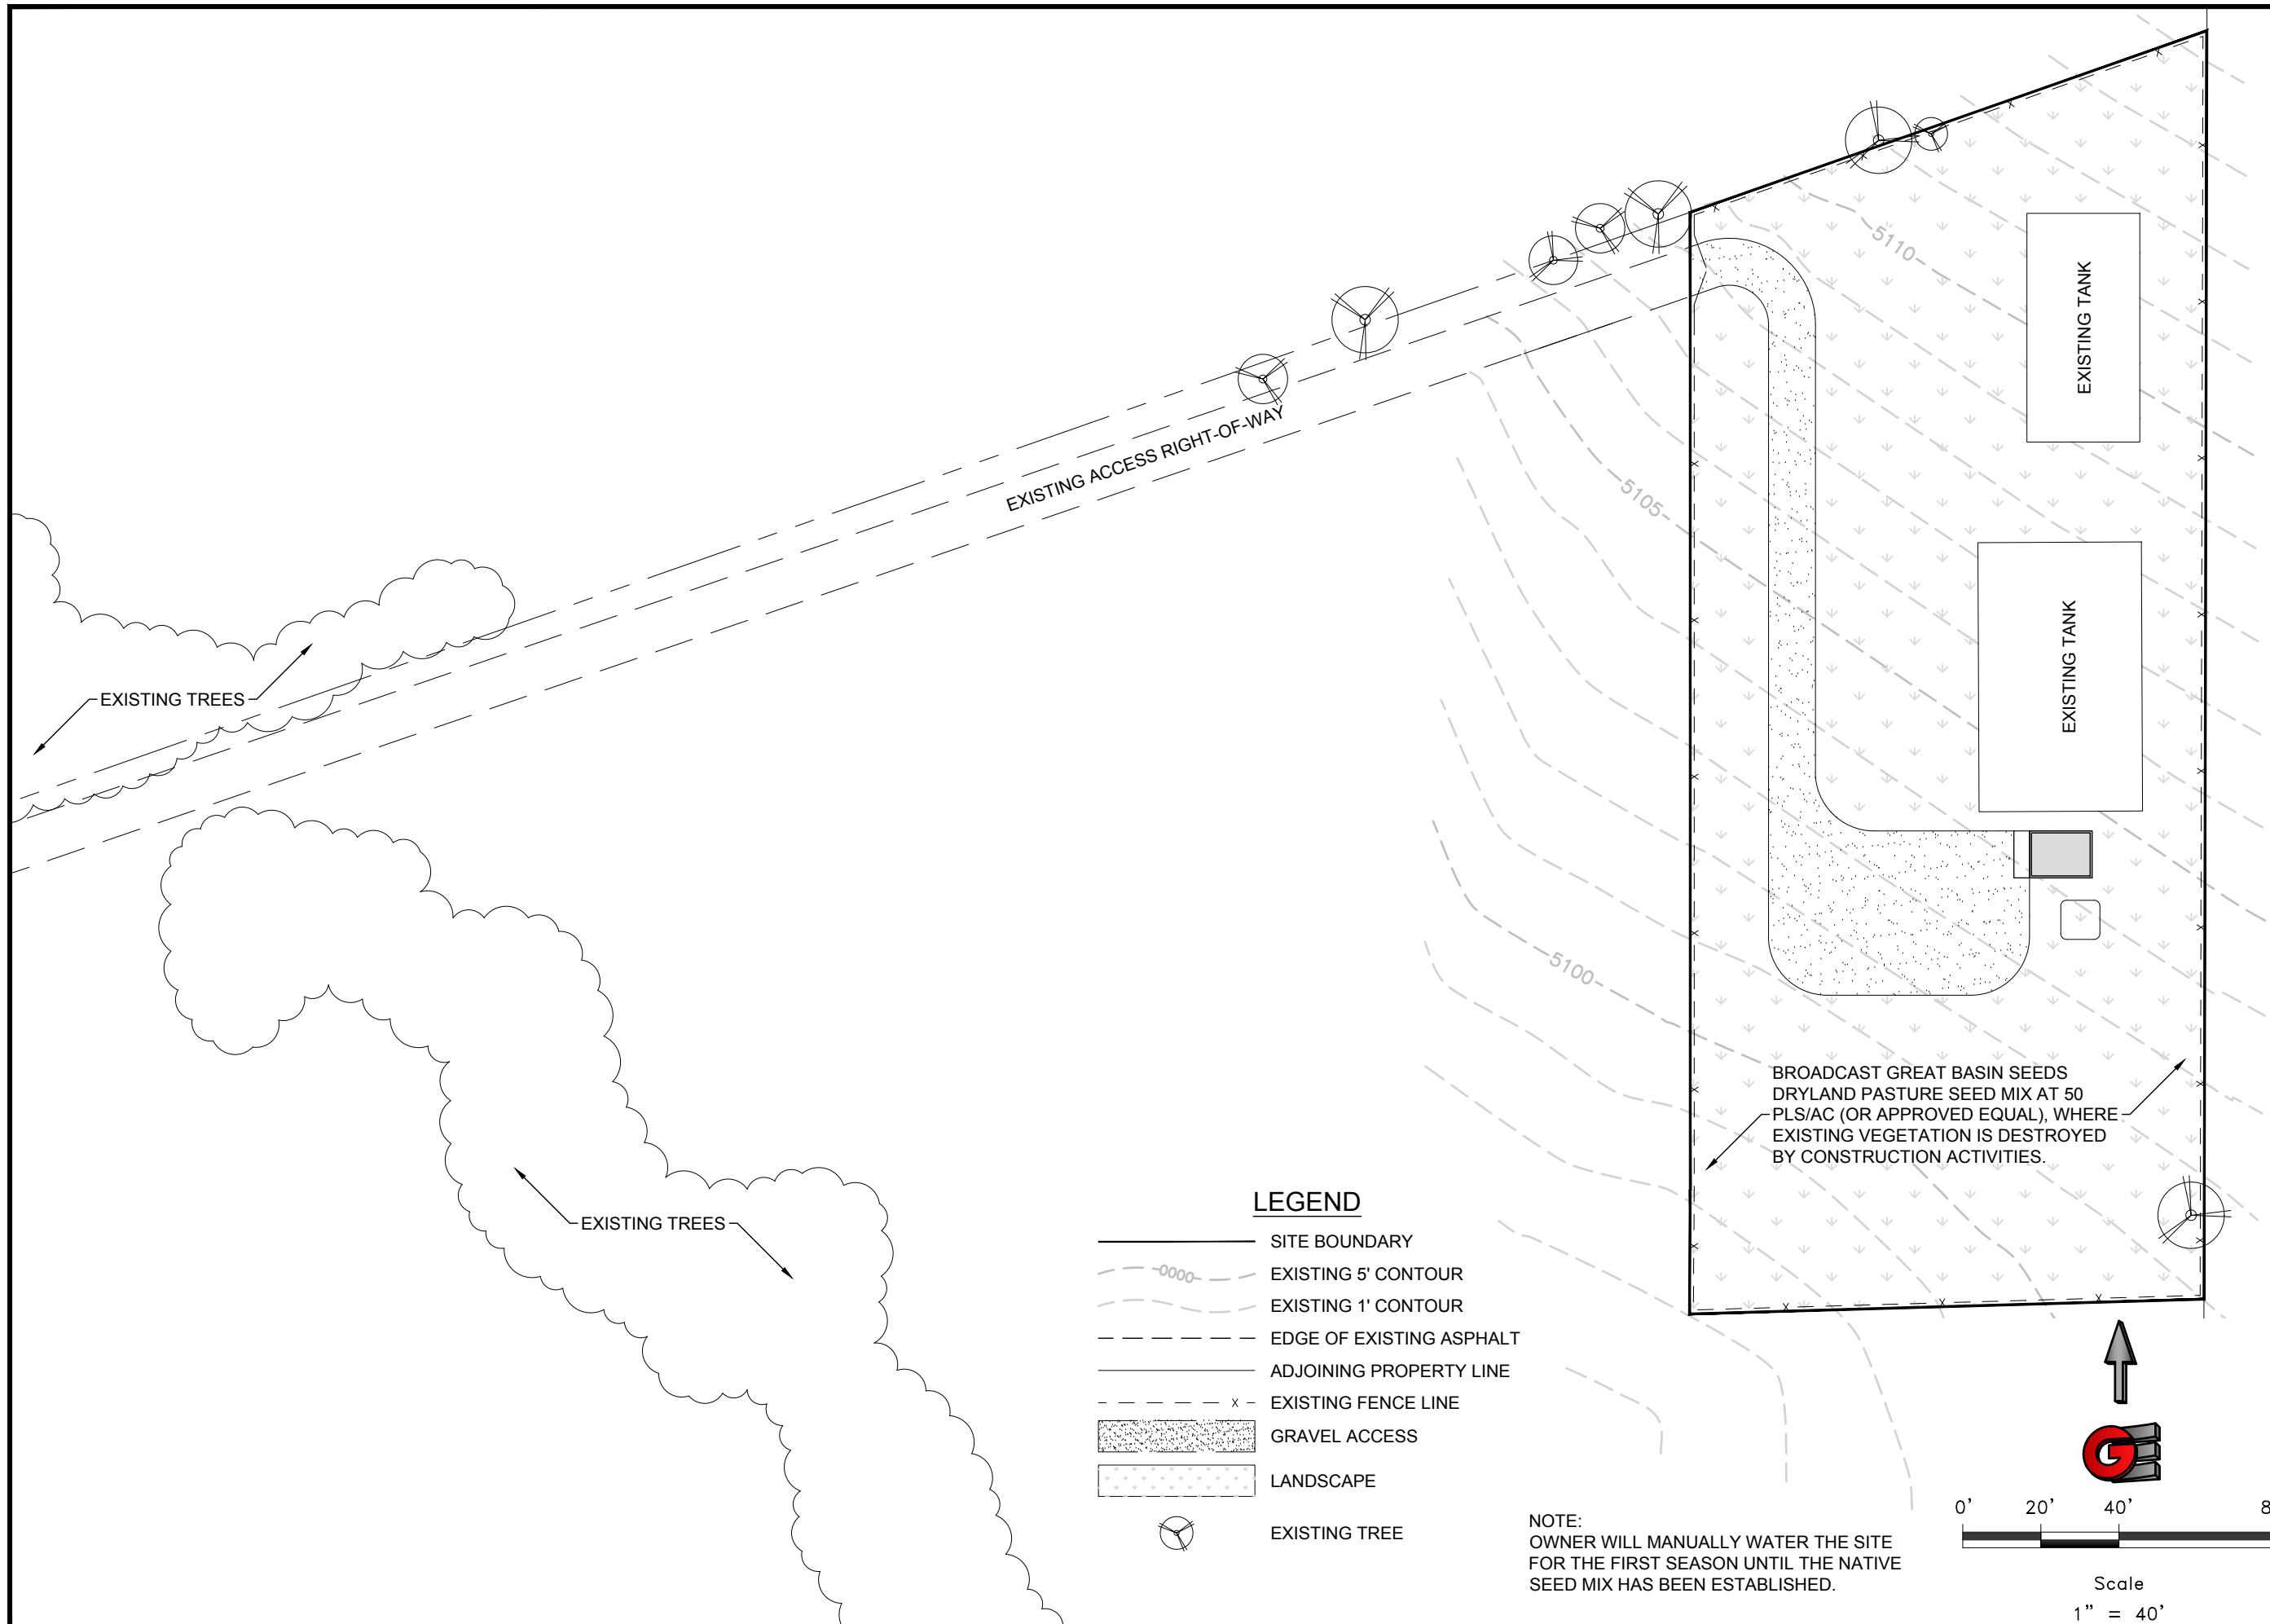 5110
EXISTING TANK
EXISTING ACCESS RIGHT-OF-WAY
5105
EXISTING TREES
EXISTING TANK
5100
BROADCAST GREAT BASIN SEEDS
DRYLAND PASTURE SEED MIX AT 50
PLS/AC (OR APPROVED EQUAL), WHERE
EXISTING VEGETATION IS DESTROYED
BY CONSTRUCTION ACTIVITIES.
EXISTING TREES
LEGEND
SITE BOUNDARY
0000
EXISTING 5' CONTOUR
EXISTING 1' CONTOUR
EDGE OF EXISTING ASPHALT
ADJOINING PROPERTY LINE
X
EXISTING FENCE LINE
GRAVEL ACCESS
LANDSCAPE
EXISTING TREE
NOTE:
OWNER WILL MANUALLY WATER THE SITE
FOR THE FIRST SEASON UNTIL THE NATIVE
SEED MIX HAS BEEN ESTABLISHED.
GE
0' 20' 40'
Scale
1" = 40'